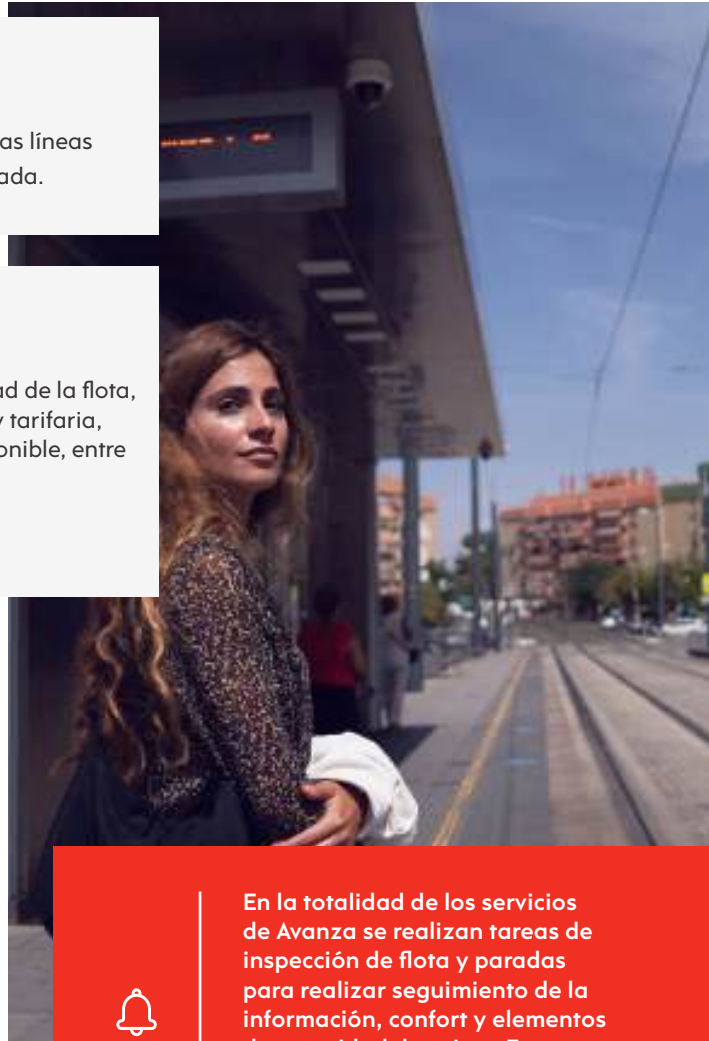 as líneas
ada.
ad de la flota,
y tarifaria,
onible, entre
En la totalidad de los servicios
de Avanza se realizan tareas de
inspección de flota y paradas
para realizar seguimiento de la
información, confort y elementos